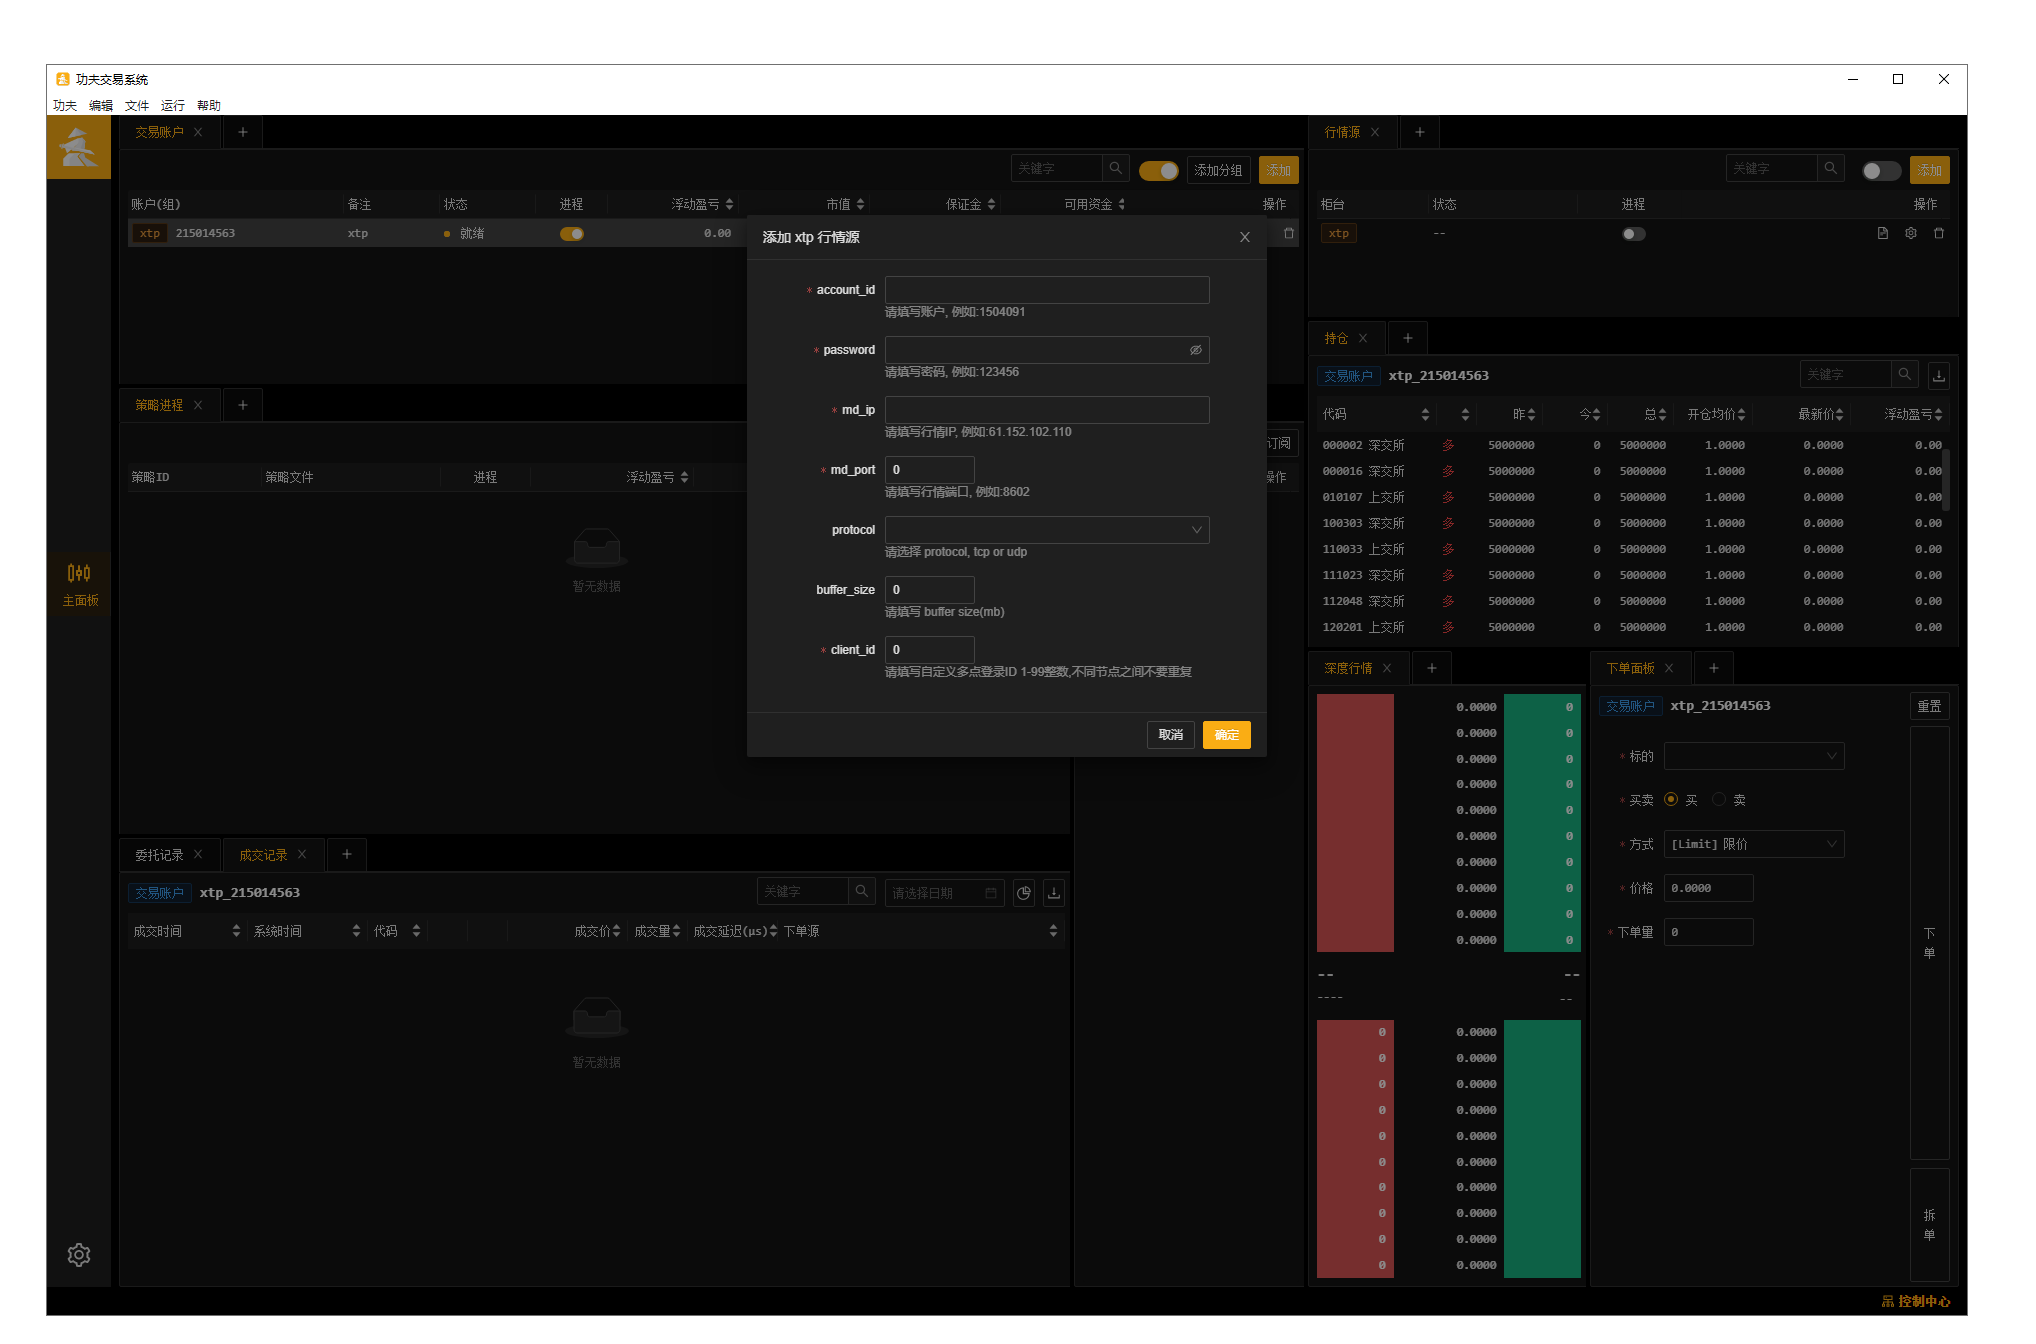 功夫交易系统
功夫 编辑 文件 运行 帮助
交易账户
行情源
关键字
添加分组
添加
关键字
添加
账户(组) 备注 状态 进程 浮动盈亏 市值 保证金 可用资金 操作
柜台 状态 进程 操作
xtp 215014563 xtp 就绪 0.00
xtp --
添加 xtp 行情源
* account_id
请填写账户, 例如:1504091
* password
请填写密码, 例如:123456
* md_ip
请填写行情IP, 例如:61.152.102.110
* md_port 0
请填写行情端口, 例如:8602
protocol
请选择 protocol, tcp or udp
buffer_size 0
请填写 buffer size(mb)
* client_id 0
请填写自定义多点登录ID 1-99整数,不同节点之间不要重复
取消 确定
持仓
交易账户 xtp_215014563
关键字
代码 昨 今 总 开仓均价 最新价 浮动盈亏
000002 深交所 多 5000000 0 5000000 1.0000 0.0000 0.00
000016 深交所 多 5000000 0 5000000 1.0000 0.0000 0.00
010107 上交所 多 5000000 0 5000000 1.0000 0.0000 0.00
100303 深交所 多 5000000 0 5000000 1.0000 0.0000 0.00
110033 上交所 多 5000000 0 5000000 1.0000 0.0000 0.00
111023 深交所 多 5000000 0 5000000 1.0000 0.0000 0.00
112048 深交所 多 5000000 0 5000000 1.0000 0.0000 0.00
120201 上交所 多 5000000 0 5000000 1.0000 0.0000 0.00
策略进程
订阅
策略ID 策略文件 进程 浮动盈亏 操作
暂无数据
主面板
委托记录 成交记录
交易账户 xtp_215014563
关键字
请选择日期
成交时间 系统时间 代码 成交价 成交量 成交延迟(μs) 下单源
暂无数据
深度行情
0.0000 0
0.0000 0
0.0000 0
0.0000 0
0.0000 0
0.0000 0
0.0000 0
0.0000 0
0.0000 0
0.0000 0
-- --
---- --
0 0.0000
0 0.0000
0 0.0000
0 0.0000
0 0.0000
0 0.0000
0 0.0000
0 0.0000
0 0.0000
0 0.0000
下单面板
交易账户 xtp_215014563
重置
* 标的
* 买卖 买 卖
* 方式 [Limit] 限价
* 价格 0.0000
* 下单量 0
下
单
拆
单
控制中心